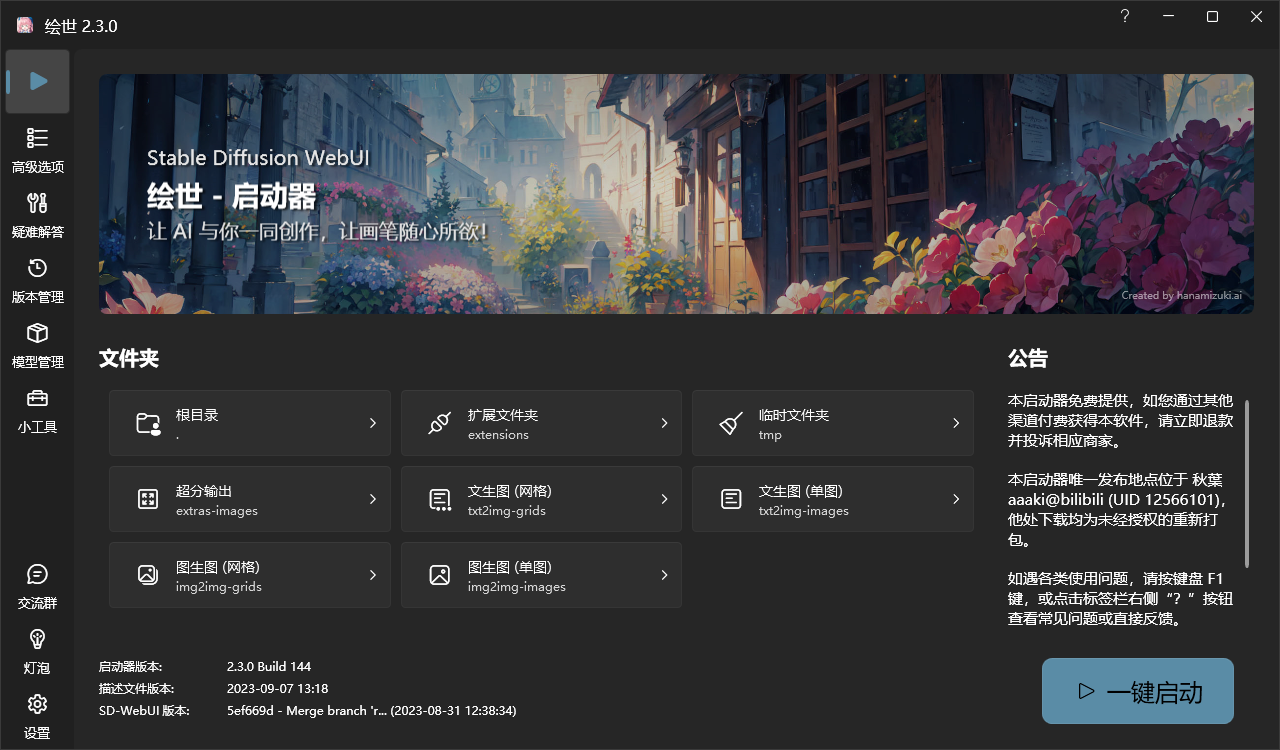 绘世 2.3.0
?
高级选项
疑难解答
版本管理
模型管理
小工具
交流群
灯泡
设置
Stable Diffusion WebUI
绘世 - 启动器
让 AI 与你一同创作，让画笔随心所欲!
Created by hanamizuki.ai
文件夹
根目录
.
扩展文件夹
extensions
临时文件夹
tmp
超分输出
extras-images
文生图 (网格)
txt2img-grids
文生图 (单图)
txt2img-images
图生图 (网格)
img2img-grids
图生图 (单图)
img2img-images
公告
本启动器免费提供，如您通过其他
渠道付费获得本软件，请立即退款
并投诉相应商家。
本启动器唯一发布地点位于 秋葉
aaaki@bilibili (UID 12566101)，
他处下载均为未经授权的重新打
包。
如遇各类使用问题，请按键盘 F1
键，或点击标签栏右侧“？”按钮
查看常见问题或直接反馈。
启动器版本: 2.3.0 Build 144
描述文件版本: 2023-09-07 13:18
SD-WebUI 版本: 5ef669d - Merge branch 'r... (2023-08-31 12:38:34)
一键启动